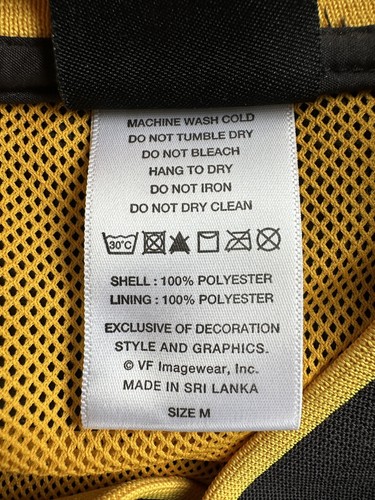 MACHINE WASH COLD
DO NOT TUMBLE DRY
DO NOT BLEACH
HANG TO DRY
DO NOT IRON
DO NOT DRY CLEAN
30°C
SHELL : 100% POLYESTER
LINING : 100% POLYESTER
EXCLUSIVE OF DECORATION
STYLE AND GRAPHICS.
© VF Imagewear, Inc.
MADE IN SRI LANKA
SIZE M